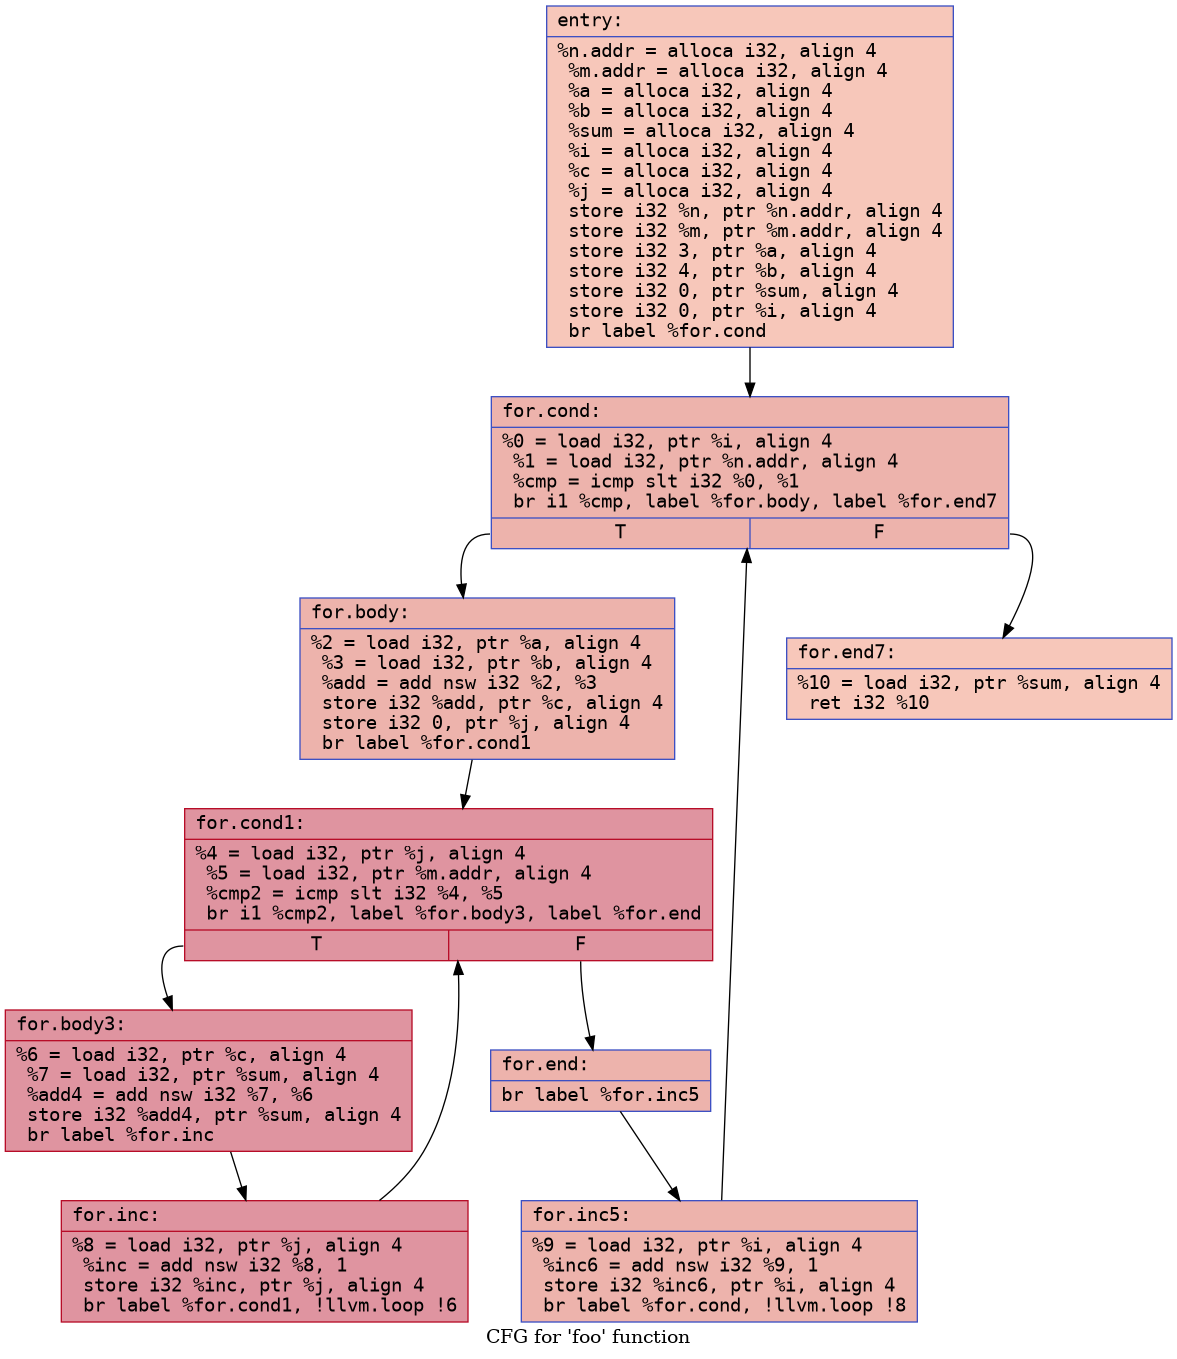 entry:
%n.addr = alloca i32, align 4
%m.addr = alloca i32, align 4
%a = alloca i32, align 4
%b = alloca i32, align 4
%sum = alloca i32, align 4
%i = alloca i32, align 4
%c = alloca i32, align 4
%j = alloca i32, align 4
store i32 %n, ptr %n.addr, align 4
store i32 %m, ptr %m.addr, align 4
store i32 3, ptr %a, align 4
store i32 4, ptr %b, align 4
store i32 0, ptr %sum, align 4
store i32 0, ptr %i, align 4
br label %for.cond
for.cond:
%0 = load i32, ptr %i, align 4
%1 = load i32, ptr %n.addr, align 4
%cmp = icmp slt i32 %0, %1
br i1 %cmp, label %for.body, label %for.end7
T
F
for.body:
%2 = load i32, ptr %a, align 4
%3 = load i32, ptr %b, align 4
%add = add nsw i32 %2, %3
store i32 %add, ptr %c, align 4
store i32 0, ptr %j, align 4
br label %for.cond1
for.end7:
%10 = load i32, ptr %sum, align 4
ret i32 %10
for.cond1:
%4 = load i32, ptr %j, align 4
%5 = load i32, ptr %m.addr, align 4
%cmp2 = icmp slt i32 %4, %5
br i1 %cmp2, label %for.body3, label %for.end
T
F
for.body3:
%6 = load i32, ptr %c, align 4
%7 = load i32, ptr %sum, align 4
%add4 = add nsw i32 %7, %6
store i32 %add4, ptr %sum, align 4
br label %for.inc
for.end:
br label %for.inc5
for.inc:
%8 = load i32, ptr %j, align 4
%inc = add nsw i32 %8, 1
store i32 %inc, ptr %j, align 4
br label %for.cond1, !llvm.loop !6
for.inc5:
%9 = load i32, ptr %i, align 4
%inc6 = add nsw i32 %9, 1
store i32 %inc6, ptr %i, align 4
br label %for.cond, !llvm.loop !8
CFG for 'foo' function